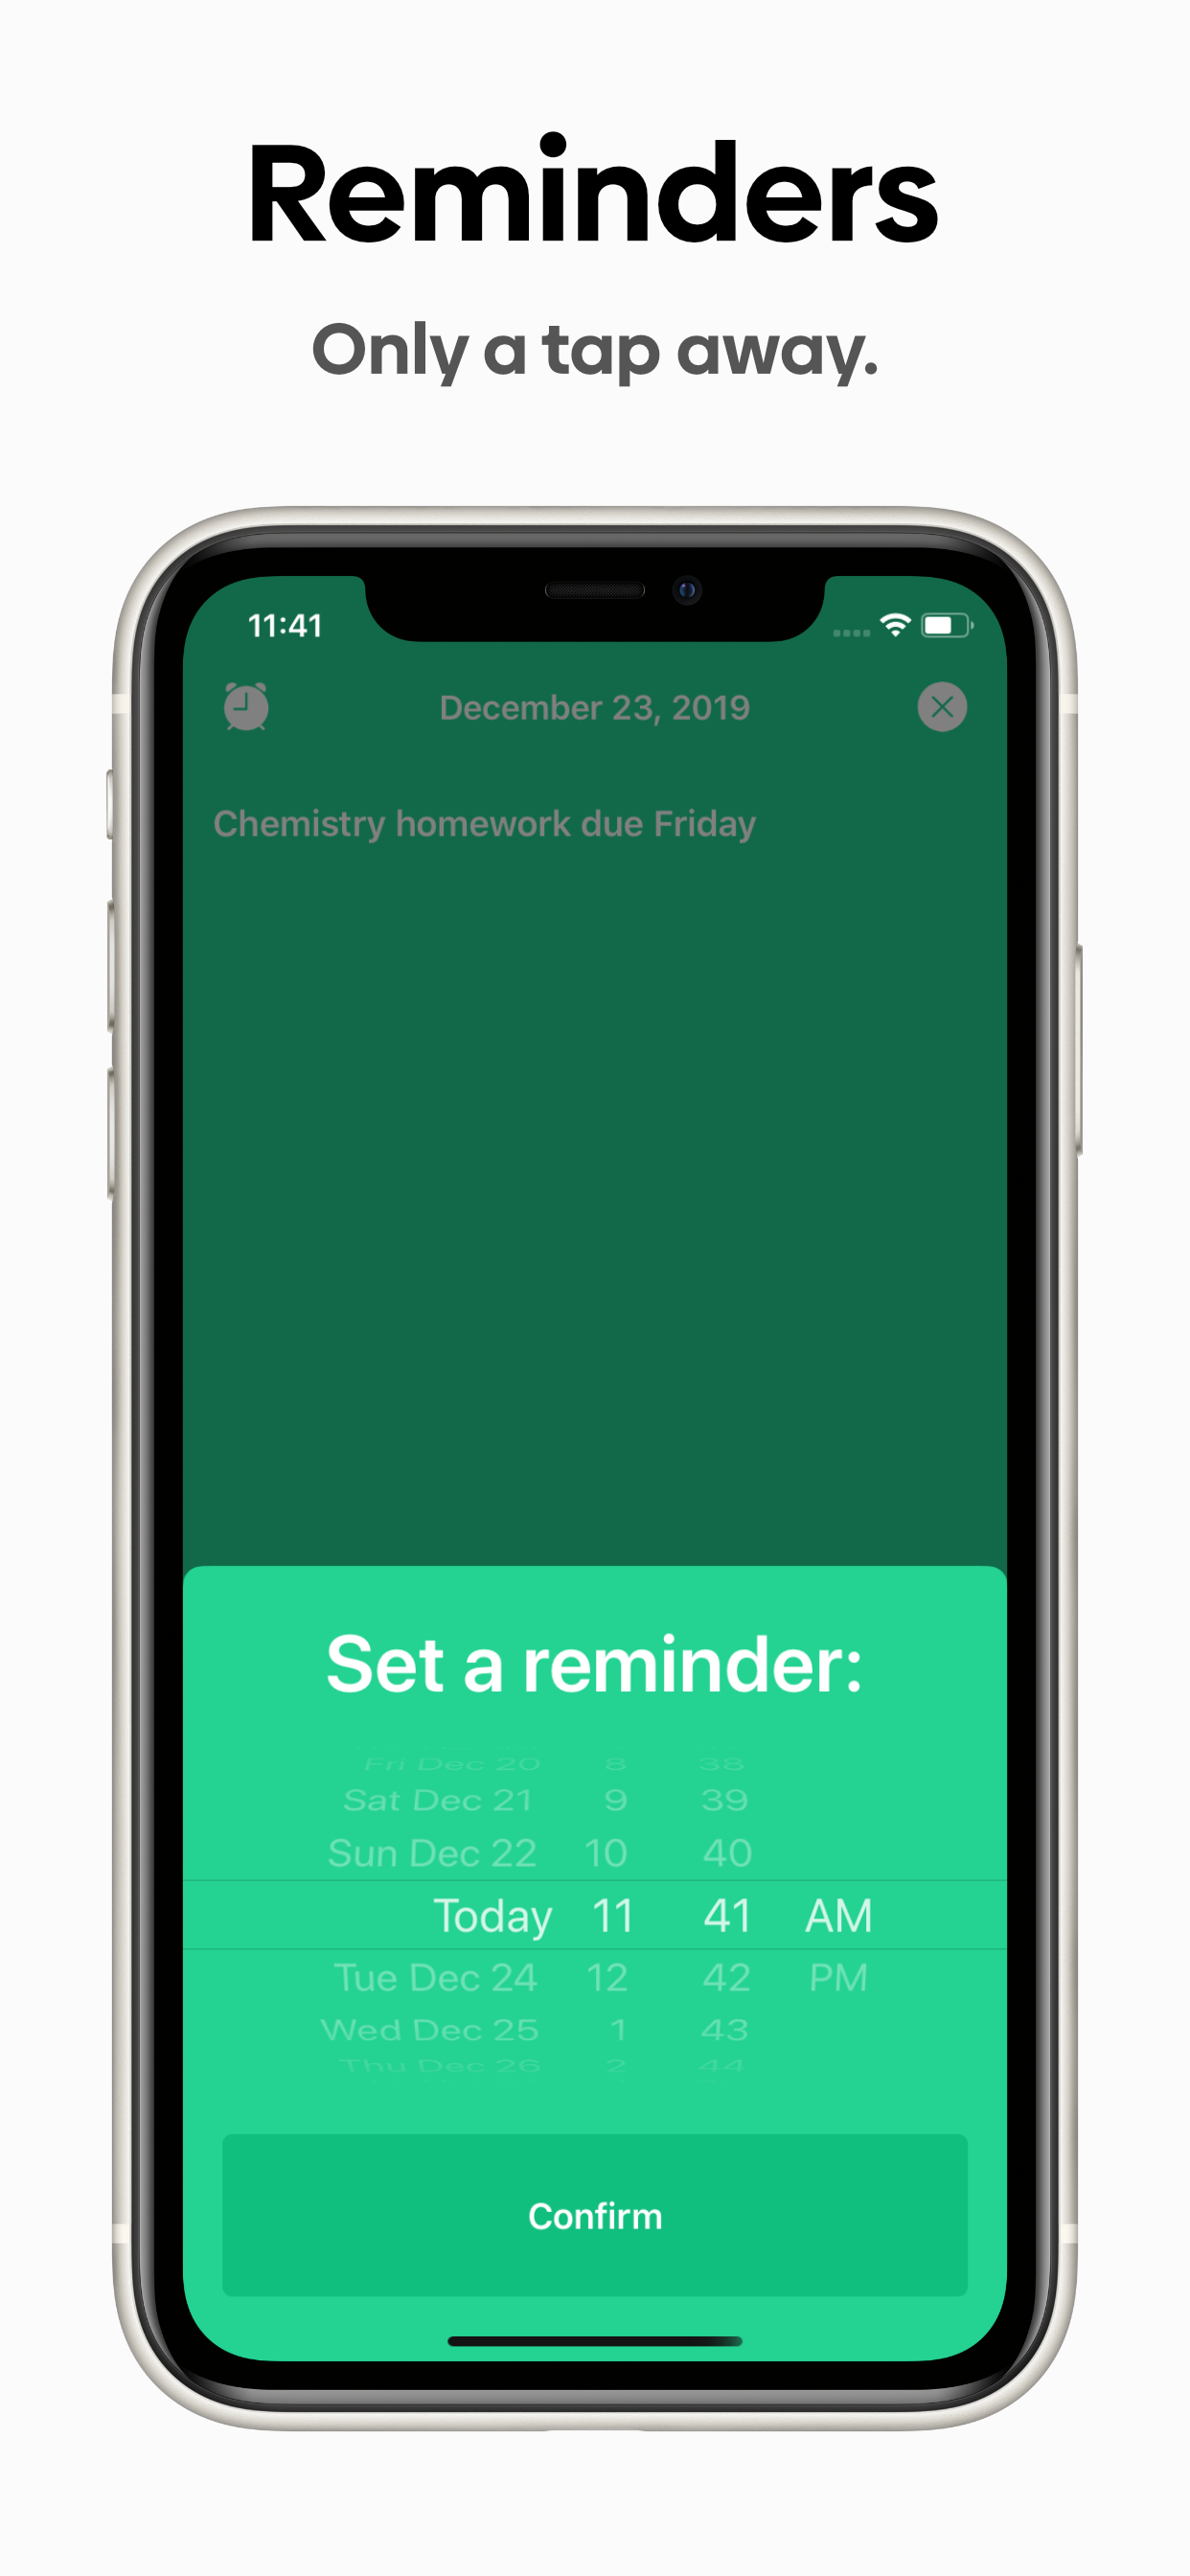 Reminders
Only a tap away.
11:41
December 23, 2019
Chemistry homework due Friday
Set a reminder:
Fri Dec 20 8 38
Sat Dec 21 9 39
Sun Dec 22 10 40
Today 11 41 AM
Tue Dec 24 12 42 PM
Wed Dec 25 1 43
Thu Dec 26 2 44
Confirm